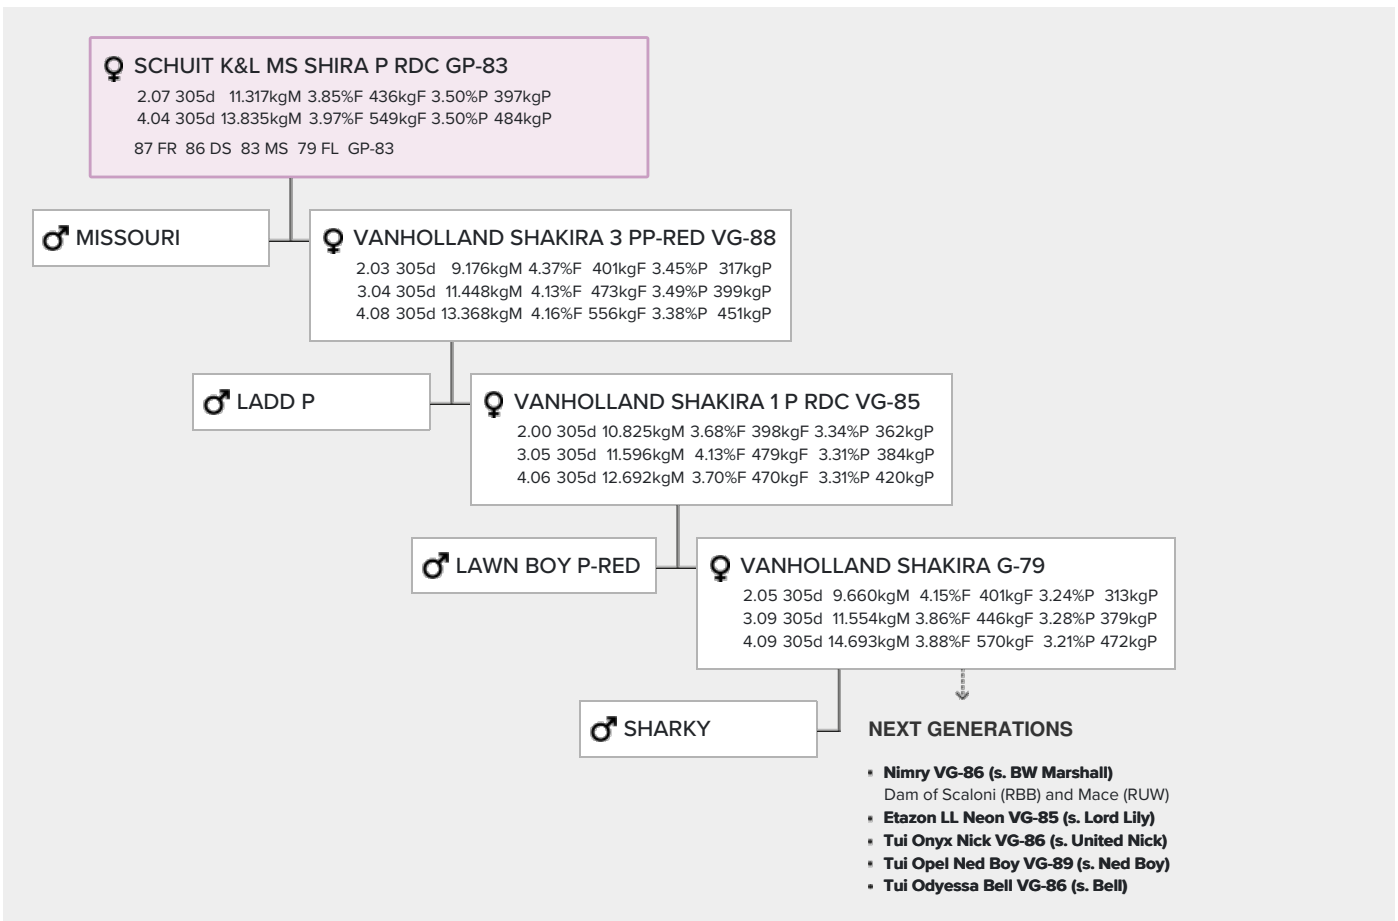 SCHUIT K&L MS SHIRA P RDC GP-83
2.07 305d 11.317kgM 3.85%F 436kgF 3.50%P 397kgP
4.04 305d 13.835kgM 3.97%F 549kgF 3.50%P 484kgP
87 FR 86 DS 83 MS 79 FL GP-83
MISSOURI
VANHOLLAND SHAKIRA 3 PP-RED VG-88
2.03 305d 9.176kgM 4.37%F 401kgF 3.45%P 317kgP
3.04 305d 11.448kgM 4.13%F 473kgF 3.49%P 399kgP
4.08 305d 13.368kgM 4.16%F 556kgF 3.38%P 451kgP
LADD P
VANHOLLAND SHAKIRA 1 P RDC VG-85
2.00 305d 10.825kgM 3.68%F 398kgF 3.34%P 362kgP
3.05 305d 11.596kgM 4.13%F 479kgF 3.31%P 384kgP
4.06 305d 12.692kgM 3.70%F 470kgF 3.31%P 420kgP
LAWN BOY P-RED
VANHOLLAND SHAKIRA G-79
2.05 305d 9.660kgM 4.15%F 401kgF 3.24%P 313kgP
3.09 305d 11.554kgM 3.86%F 446kgF 3.28%P 379kgP
4.09 305d 14.693kgM 3.88%F 570kgF 3.21%P 472kgP
SHARKY
NEXT GENERATIONS
▪ Nimry VG-86 (s. BW Marshall)
Dam of Scaloni (RBB) and Mace (RUW)
▪ Etazon LL Neon VG-85 (s. Lord Lily)
▪ Tui Onyx Nick VG-86 (s. United Nick)
▪ Tui Opel Ned Boy VG-89 (s. Ned Boy)
▪ Tui Odyessa Bell VG-86 (s. Bell)